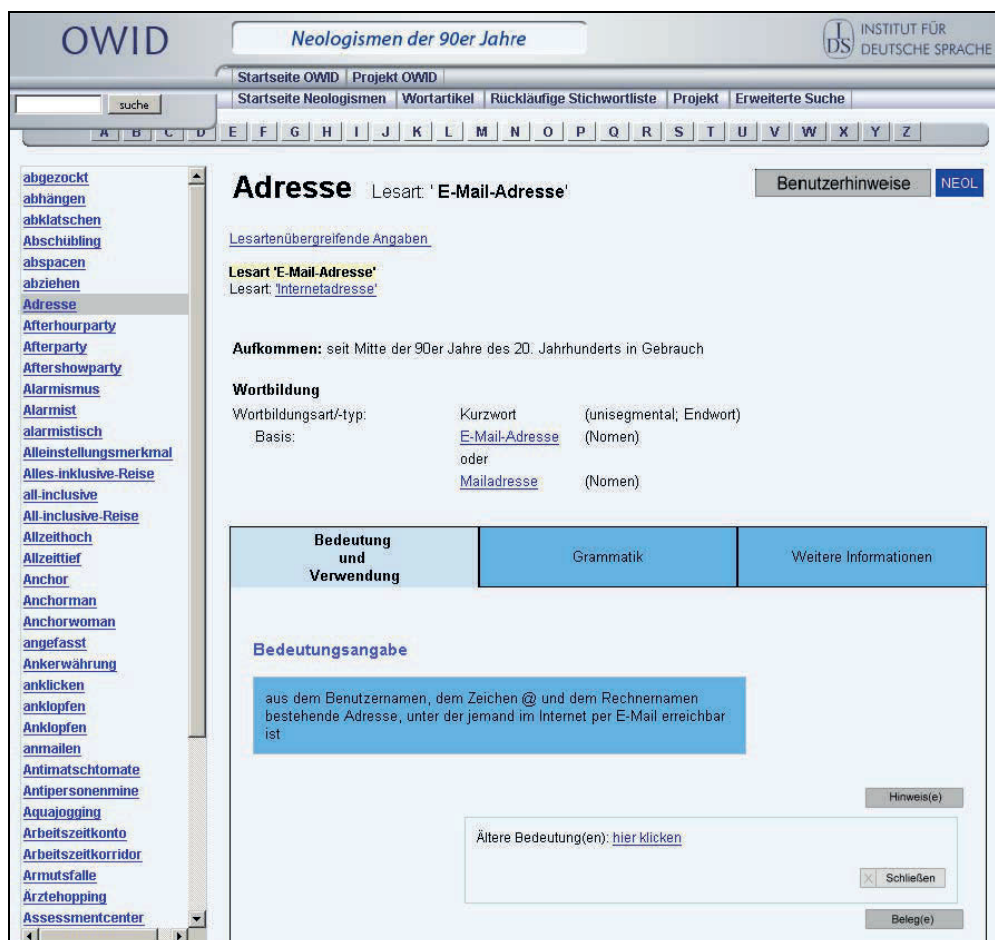 OWID
Neologismen der 90er Jahre
IDS INSTITUT FÜR
DEUTSCHE SPRACHE
Startseite OWID Projekt OWID
suche
Startseite Neologismen Wortartikel Rückläufige Stichwortliste Projekt Erweiterte Suche
A B C D E F G H I J K L M N O P Q R S T U V W X Y Z
abgezockt
abhängen
abklatschen
Abschübling
abspacen
abziehen
Adresse
Afterhourparty
Afterparty
Aftershowparty
Alarmismus
Alarmist
alarmistisch
Alleinstellungsmerkmal
Alles-inklusive-Reise
all-inclusive
All-inclusive-Reise
Allzeithoch
Allzeittief
Anchor
Anchorman
Anchorwoman
angefasst
Ankerwährung
anklicken
anklopfen
Anklopfen
anmailen
Antimatschtomate
Antipersonenmine
Aquajogging
Arbeitszeitkonto
Arbeitszeitkorridor
Armutsfalle
Ärztehopping
Assessmentcenter
Adresse Lesart: 'E-Mail-Adresse'
Benutzerhinweise NEOL
Lesartenübergreifende Angaben
Lesart 'E-Mail-Adresse'
Lesart: 'Internetadresse'
Aufkommen: seit Mitte der 90er Jahre des 20. Jahrhunderts in Gebrauch
Wortbildung
Wortbildungsart/-typ: Kurzwort (unisegmental; Endwort)
Basis: E-Mail-Adresse (Nomen)
oder
Mailadresse (Nomen)
Bedeutung
und
Verwendung
Grammatik
Weitere Informationen
Bedeutungsangabe
aus dem Benutzernamen, dem Zeichen @ und dem Rechnernamen
bestehende Adresse, unter der jemand im Internet per E-Mail erreichbar
ist
Hinweis(e)
Ältere Bedeutung(en): hier klicken
X Schließen
Beleg(e)